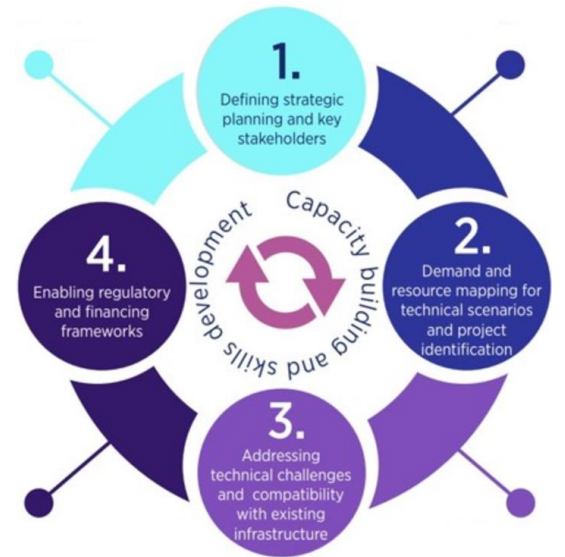 1.
Defining strategic
planning and key
stakeholders
2.
Demand and
resource mapping for
technical scenarios
and project
identification
3.
Addressing
technical challenges
and compatibility
with existing
infrastructure
4.
Enabling regulatory
and financing
frameworks
Capacity building and skills development